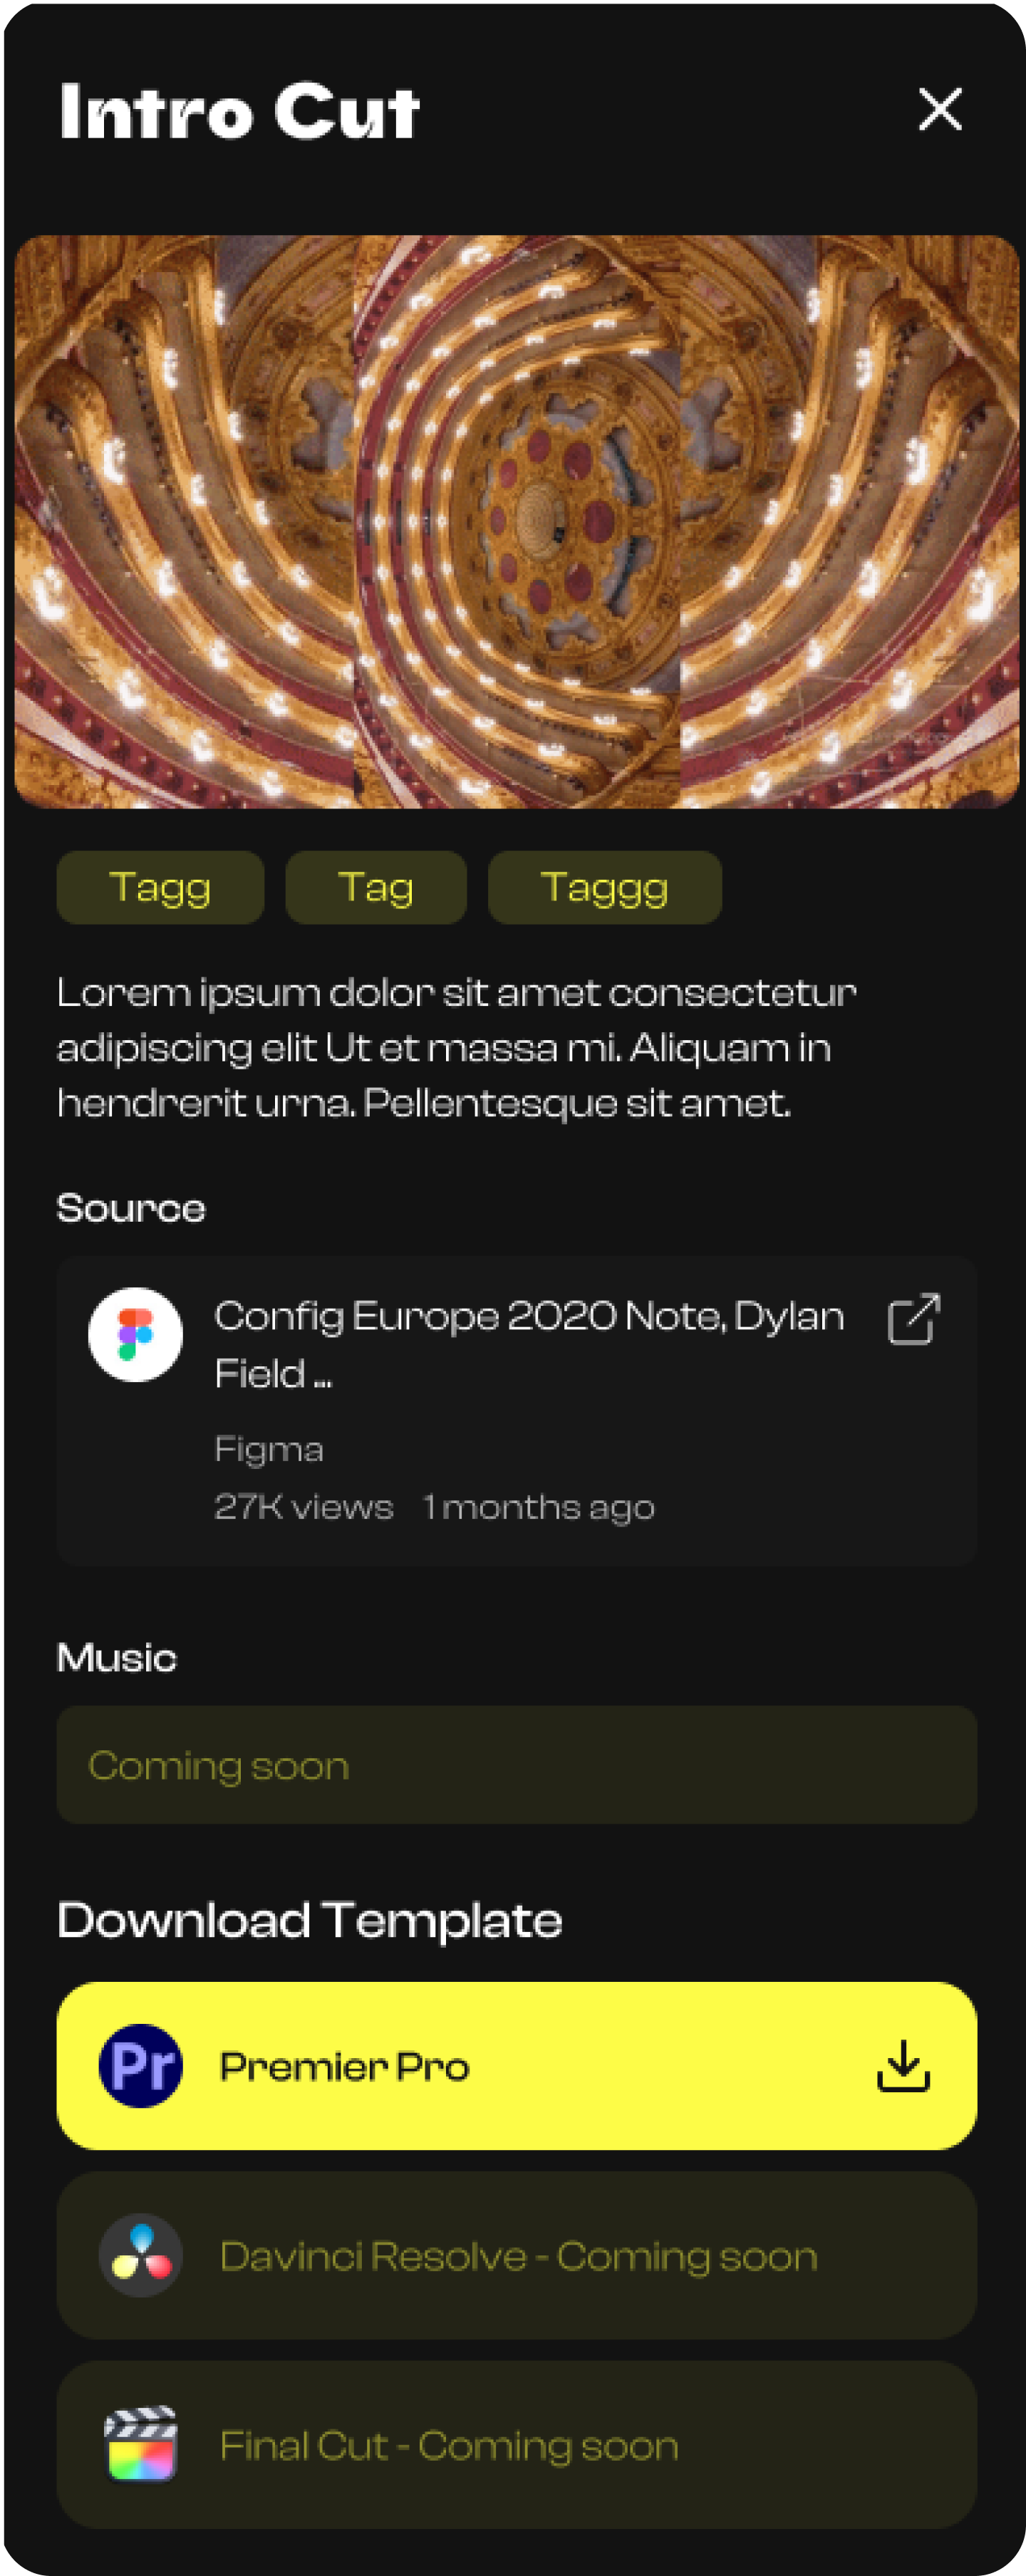 Intro Cut
Tagg Tag Taggg
Lorem ipsum dolor sit amet consectetur
adipiscing elit Ut et massa mi. Aliquam in
hendrerit urna. Pellentesque sit amet.
Source
Config Europe 2020 Note, Dylan
Field ...
Figma
27K views 1 months ago
Music
Coming soon
Download Template
Pr Premier Pro
Davinci Resolve - Coming soon
Final Cut - Coming soon